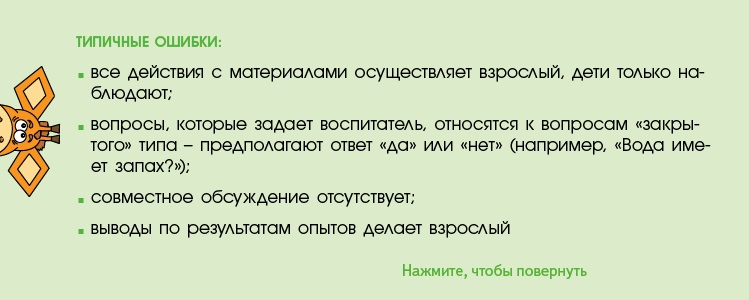 ТИПИЧНЫЕ ОШИБКИ:
▪ все действия с материалами осуществляет взрослый, дети только на-
блюдают;
▪ вопросы, которые задает воспитатель, относятся к вопросам «закры-
того» типа – предполагают ответ «да» или «нет» (например, «Вода име-
ет запах?»);
▪ совместное обсуждение отсутствует;
▪ выводы по результатам опытов делает взрослый
Нажмите, чтобы повернуть